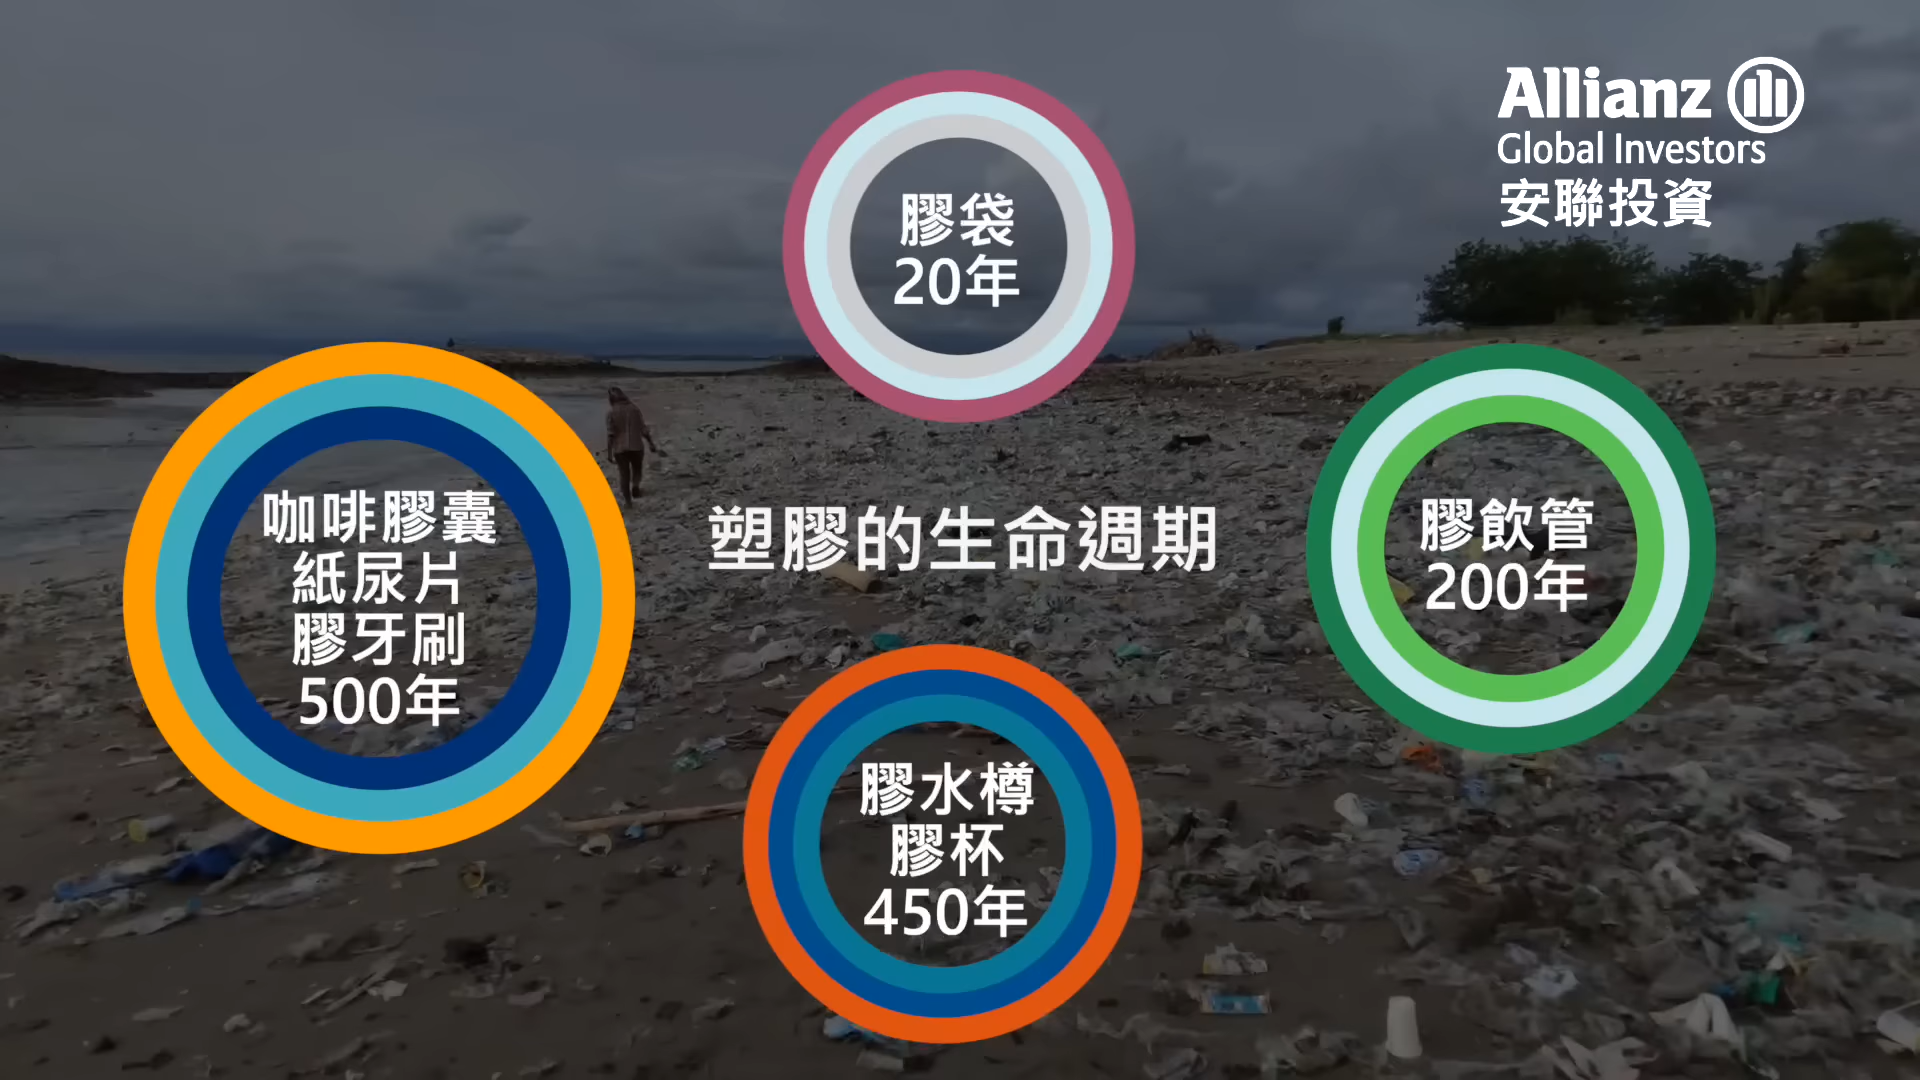 Allianz
Global Investors
安聯投資
膠袋
20年
塑膠的生命週期
膠飲管
200年
咖啡膠囊
紙尿片
膠牙刷
500年
膠水樽
膠杯
450年